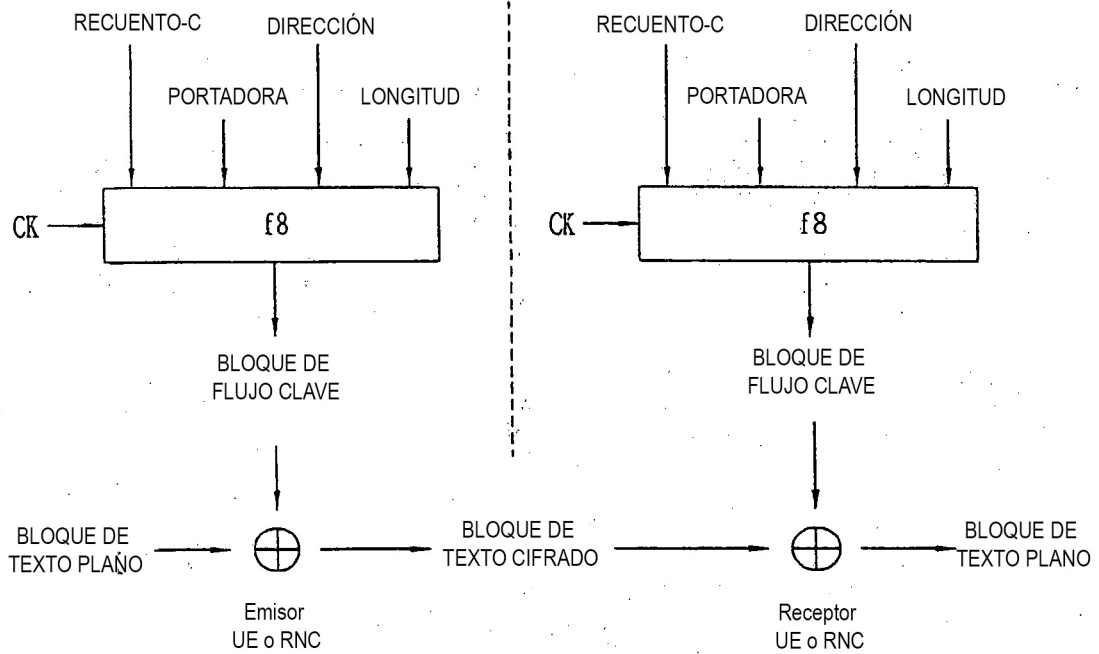 RECUENTO-C
DIRECCIÓN
PORTADORA
LONGITUD
CK
f8
BLOQUE DE
FLUJO CLAVE
BLOQUE DE
TEXTO PLANO
Emisor
UE o RNC
BLOQUE DE
TEXTO CIFRADO
RECUENTO-C
DIRECCIÓN
PORTADORA
LONGITUD
CK
f8
BLOQUE DE
FLUJO CLAVE
Receptor
UE o RNC
BLOQUE DE
TEXTO PLANO